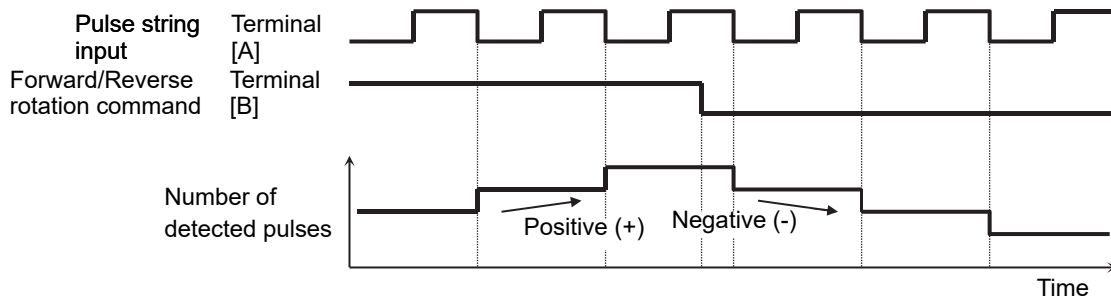 Pulse string Terminal
input [A]
Forward/Reverse Terminal
rotation command [B]
Number of
detected pulses
Positive (+)
Negative (-)
Time